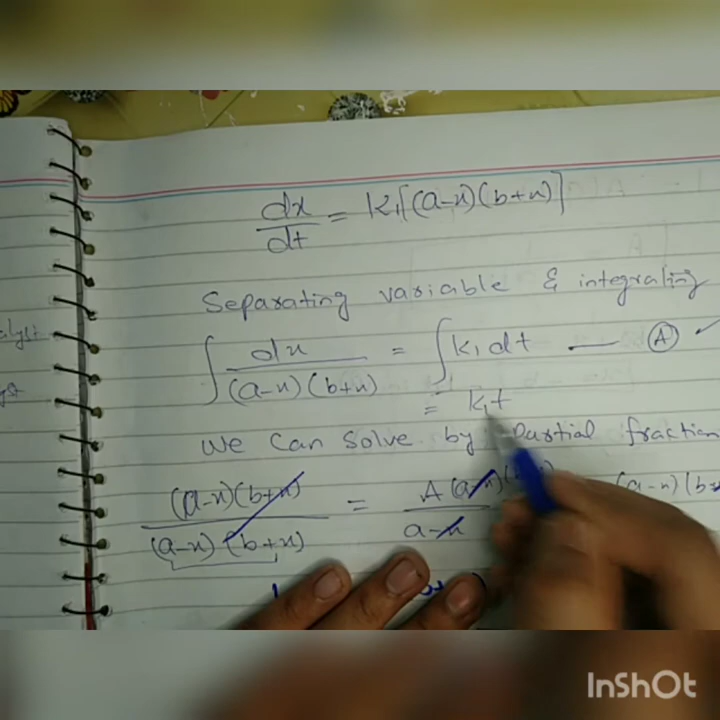 dx/dt = k₁[(a-x)(b+x)]
Separating variable & integrating
∫ dx/((a-x)(b+x)) = ∫ k₁dt — Ⓐ
= k₁t
We can solve by partial fraction
(a-x)(b+x)/((a-x)(b+x)) = A(a-x)/(a-x) (a-x)(b
InShOt